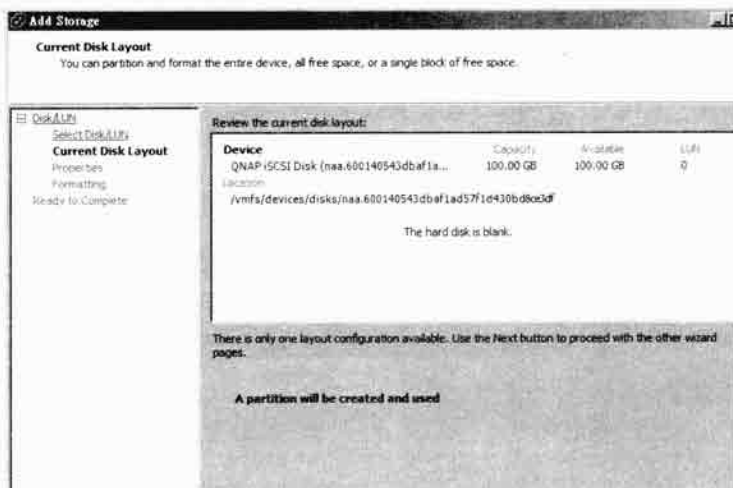 Add Storage
Current Disk Layout
You can partition and format the entire device, all free space, or a single block of free space.
Disk/LUN
Select Disk/LUN
Current Disk Layout
Properties
Formatting
Ready to Complete
Review the current disk layout:
Device Capacity Available LUN
QNAP iSCSI Disk (naa.600140543dbaf1a... 100.00 GB 100.00 GB 0
Location
/vmfs/devices/disks/naa.600140543dbaf1ad57f1d430bd8ce3df
The hard disk is blank.
There is only one layout configuration available. Use the Next button to proceed with the other wizard
pages.
A partition will be created and used